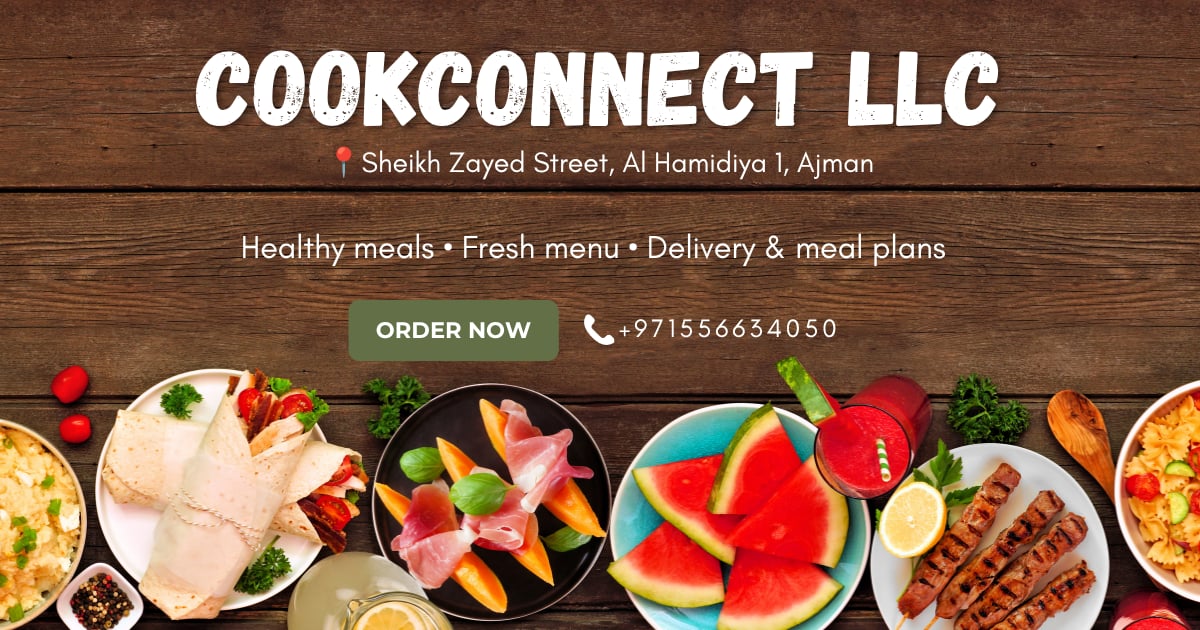 COOKCONNECT LLC
📍Sheikh Zayed Street, Al Hamidiya 1, Ajman
Healthy meals • Fresh menu • Delivery & meal plans
ORDER NOW
+971556634050